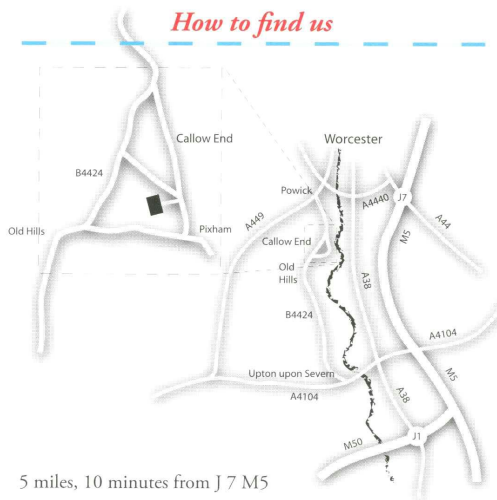 How to find us
Callow End
B4424
Old Hills
Pixham
Worcester
Powick
A4440
J7
A44
A449
M5
Callow End
Old
Hills
A38
B4424
A4104
Upton upon Severn
A4104
M5
A38
J1
M50
5 miles, 10 minutes from J 7 M5